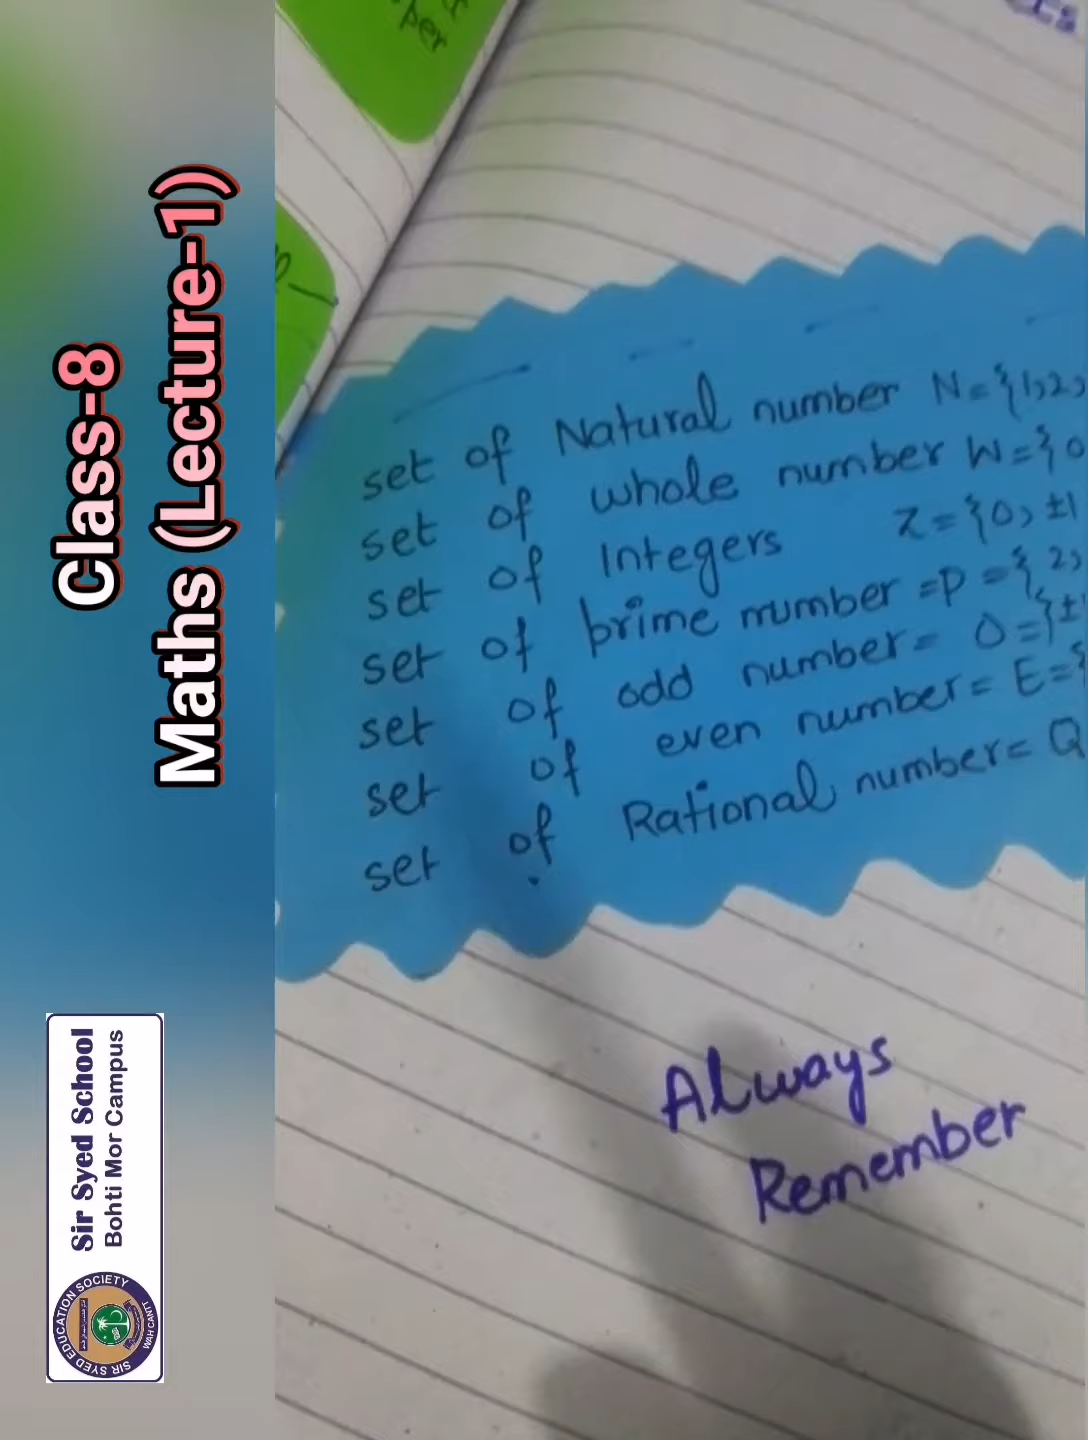 Class-8
Maths (Lecture-1)
Sir Syed School
Bohti Mor Campus
SIR SYED EDUCATION SOCIETY
WAH CANTT
per
set of Natural number N={1,2,
set of whole number W={0
set of Integers Z={0, ±1
set of prime number =P={2,
set of odd number= O={±1
set of even number= E={
set of Rational number= Q
Always
Remember